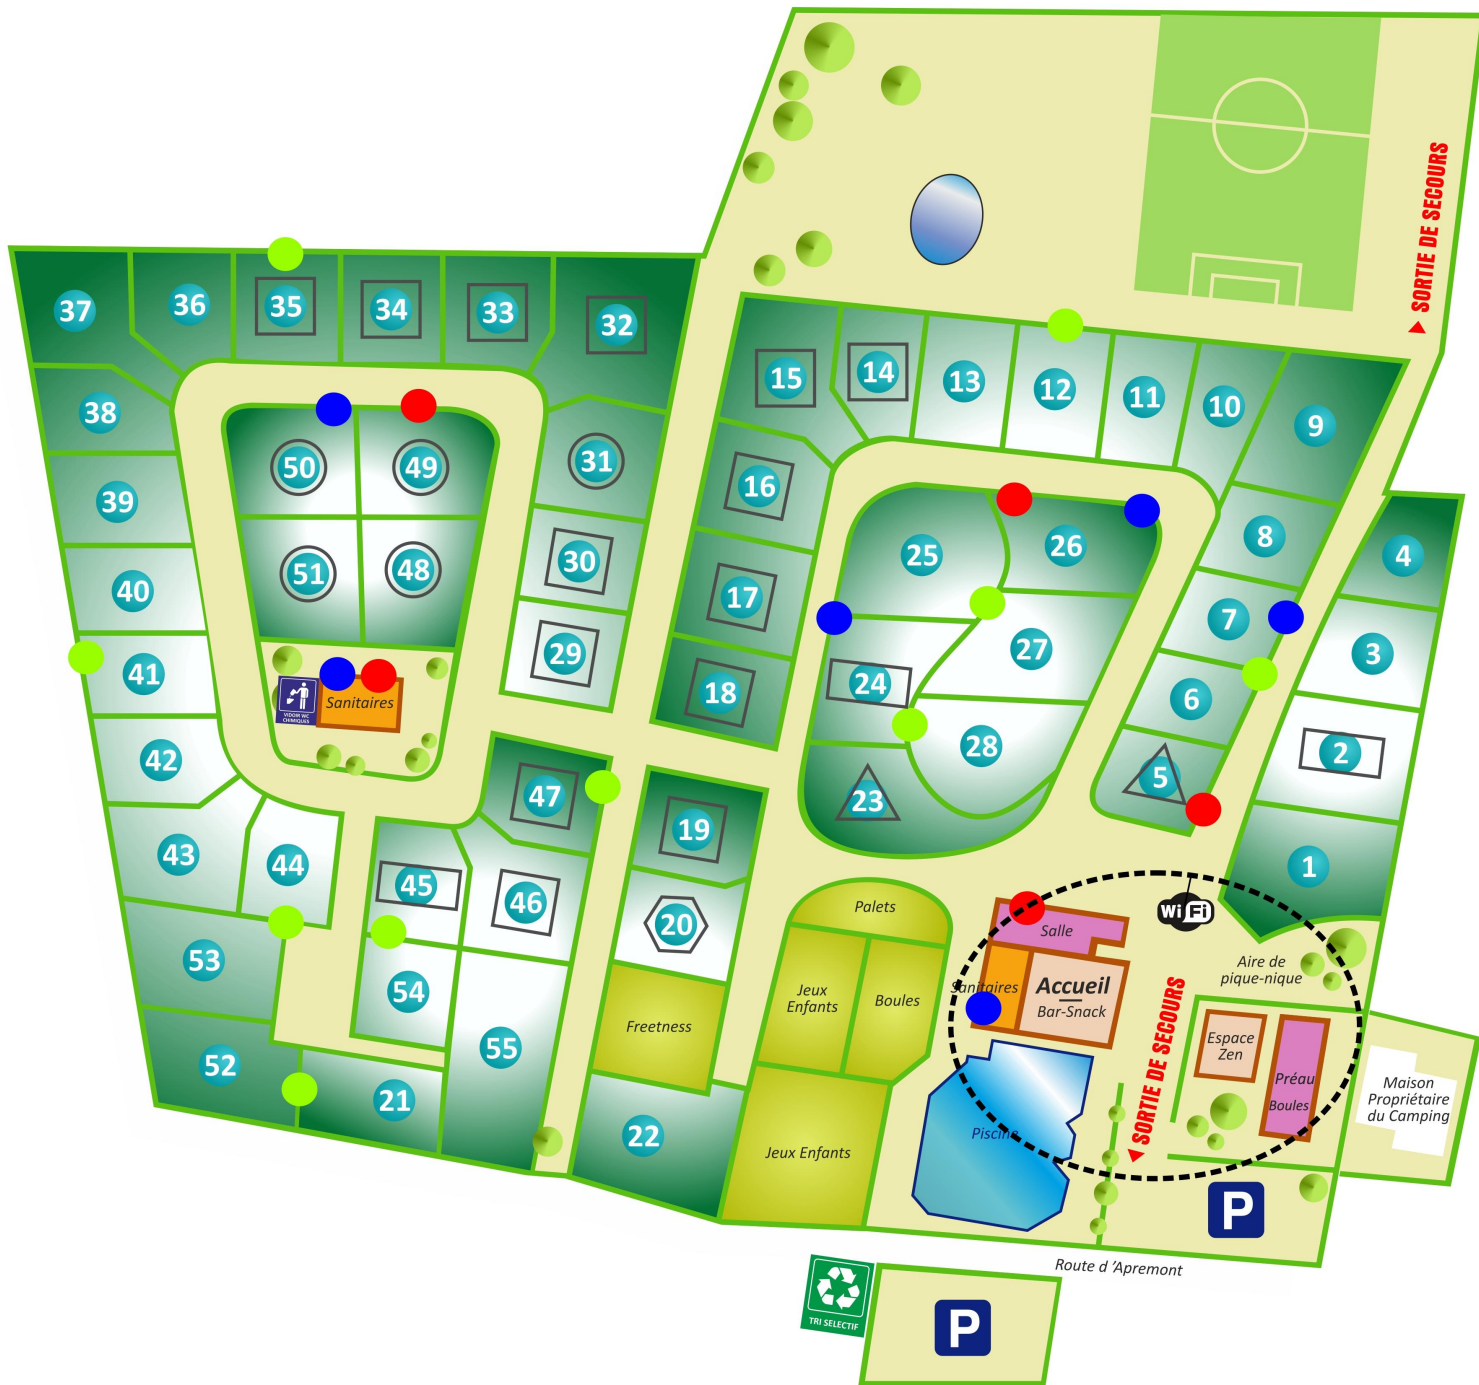 SORTIE DE SECOURS
37
36
35
34
33
32
38
39
40
41
42
43
44
53
52
50
49
51
48
31
30
29
VIDOIR WC
CHIMIQUES
Sanitaires
47
45
46
54
55
21
15
14
13
12
11
10
9
16
17
18
8
7
6
5
4
3
2
1
25
26
27
24
28
23
19
20
Freetness
22
Palets
Jeux
Enfants
Boules
Jeux Enfants
Salle
Sanitaires
Accueil
Bar-Snack
Piscine
Wi Fi
Aire de
pique-nique
SORTIE DE SECOURS
Espace
Zen
Préau
Boules
Maison
Propriétaire
du Camping
P
Route d 'Apremont
TRI SELECTIF
P